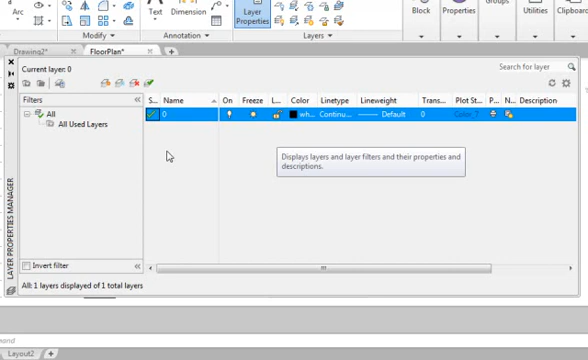 Arc
Text
Dimension
Layer
Properties
Block
Properties
Groups
Utilities
Clipboard
Modify
Annotation
Layers
Drawing2*
FloorPlan*
Current layer: 0
Search for layer
Filters
S...
Name
On
Freeze
L...
Color
Linetype
Lineweight
Trans...
Plot St...
P...
N...
Description
All
All Used Layers
0
wh...
Continu...
Default
0
Color_7
Displays layers and layer filters and their properties and
descriptions.
LAYER PROPERTIES MANAGER
Invert filter
All: 1 layers displayed of 1 total layers
Layout2